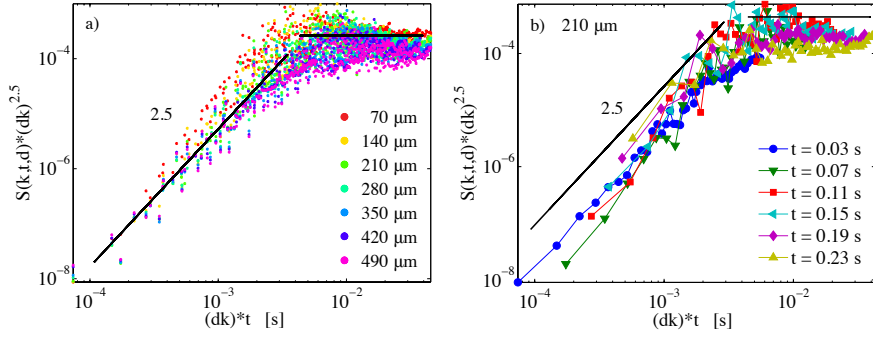 a)
S(k,t,d)*(dk)^2.5
10^-4
10^-6
10^-8
2.5
70 µm
140 µm
210 µm
280 µm
350 µm
420 µm
490 µm
10^-4
10^-3
10^-2
(dk)*t [s]
b) 210 µm
S(k,t,d)*(dk)^2.5
10^-4
10^-6
10^-8
2.5
t = 0.03 s
t = 0.07 s
t = 0.11 s
t = 0.15 s
t = 0.19 s
t = 0.23 s
10^-4
10^-3
10^-2
(dk)*t [s]